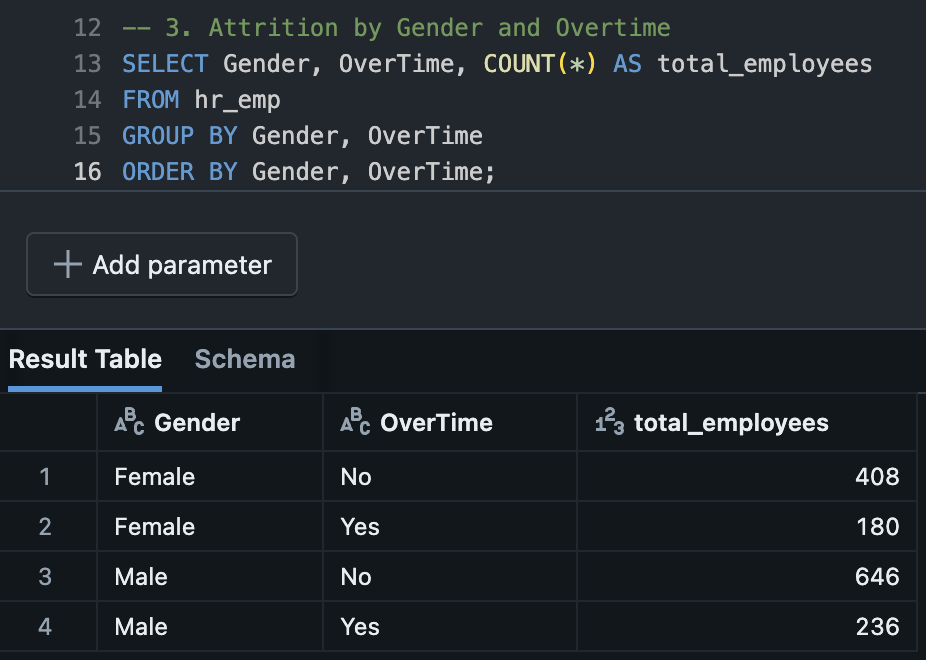 12 -- 3. Attrition by Gender and Overtime
13 SELECT Gender, OverTime, COUNT(*) AS total_employees
14 FROM hr_emp
15 GROUP BY Gender, OverTime
16 ORDER BY Gender, OverTime;
Add parameter
Result Table Schema
ABC Gender ABC OverTime 123 total_employees
1 Female No 408
2 Female Yes 180
3 Male No 646
4 Male Yes 236